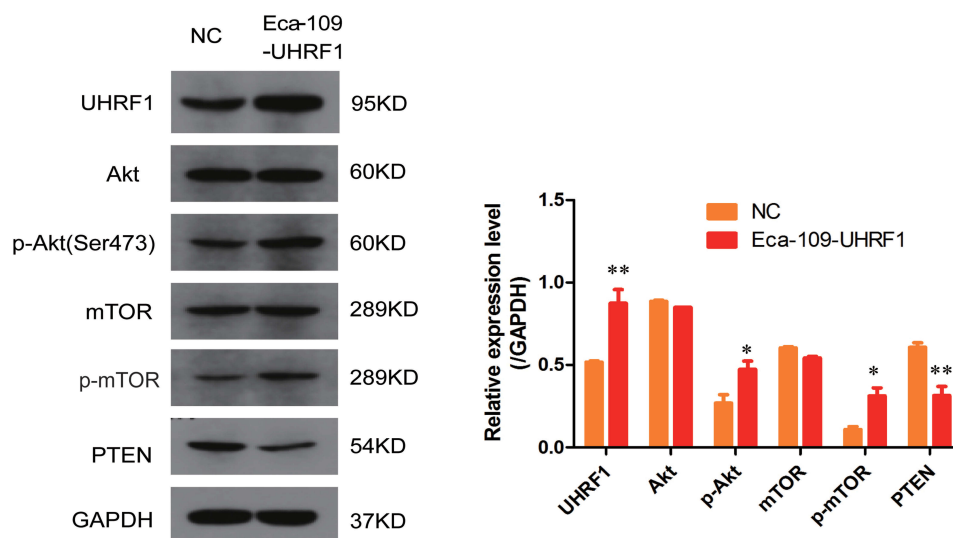 NC
Eca-109
-UHRF1
UHRF1
95KD
Akt
60KD
p-Akt(Ser473)
60KD
mTOR
289KD
p-mTOR
289KD
PTEN
54KD
GAPDH
37KD
Relative expression level
(/GAPDH)
1.5
1.0
0.5
0.0
NC
Eca-109-UHRF1
**
*
*
**
UHRF1
Akt
p-Akt
mTOR
p-mTOR
PTEN